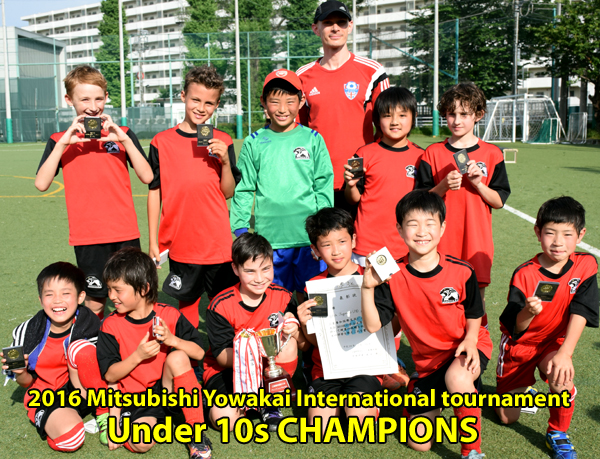 2016 Mitsubishi Yowakai International tournament
Under 10s CHAMPIONS